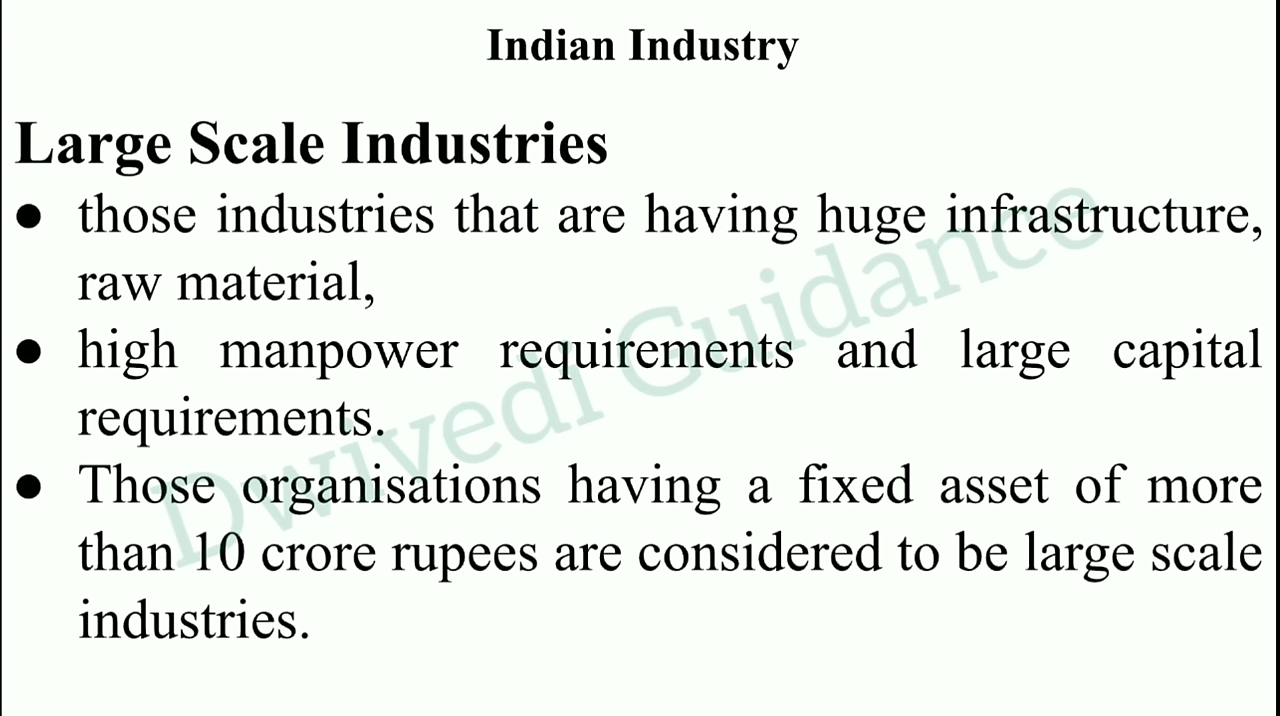 Indian Industry
Large Scale Industries
● those industries that are having huge infrastructure,
raw material,
● high manpower requirements and large capital
requirements.
● Those organisations having a fixed asset of more
than 10 crore rupees are considered to be large scale
industries.
Dwivedi Guidance